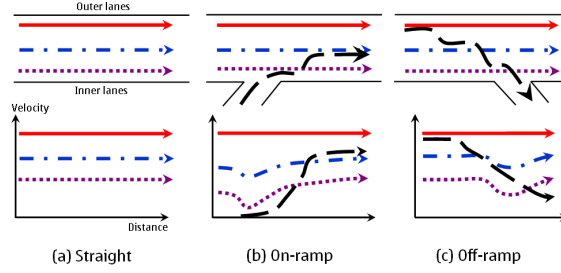 Outer lanes
Inner lanes
Velocity
Distance
(a) Straight
(b) On-ramp
(c) Off-ramp